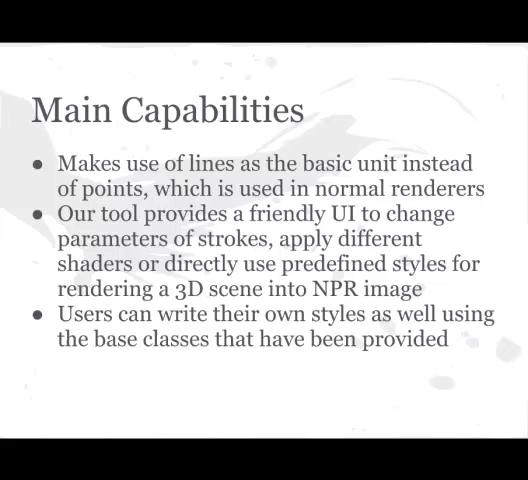 Main Capabilities
● Makes use of lines as the basic unit instead
of points, which is used in normal renderers
● Our tool provides a friendly UI to change
parameters of strokes, apply different
shaders or directly use predefined styles for
rendering a 3D scene into NPR image
● Users can write their own styles as well using
the base classes that have been provided